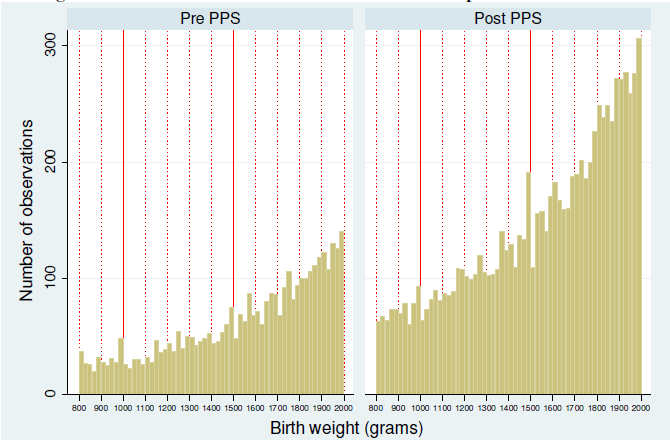 Pre PPS
Post PPS
Number of observations
300
200
100
0
800 900 1000 1100 1200 1300 1400 1500 1600 1700 1800 1900 2000
800 900 1000 1100 1200 1300 1400 1500 1600 1700 1800 1900 2000
Birth weight (grams)